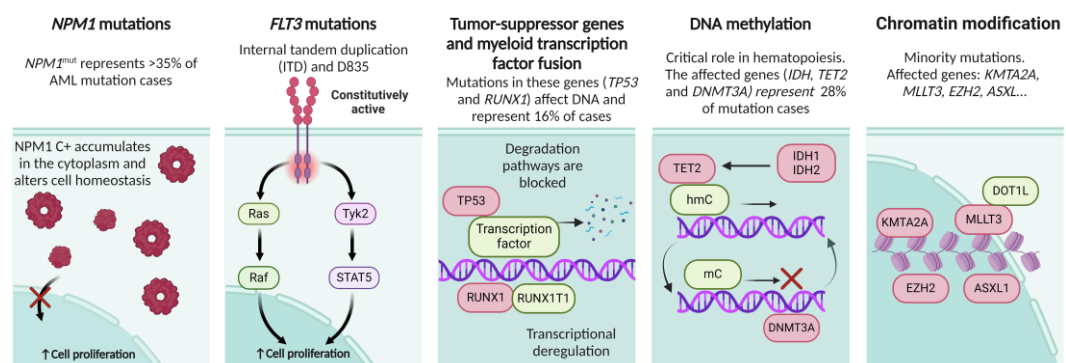 NPM1 mutations
NPM1mut represents >35% of
AML mutation cases
NPM1 C+ accumulates
in the cytoplasm and
alters cell homeostasis
↑Cell proliferation
FLT3 mutations
Internal tandem duplication
(ITD) and D835
Constitutively
active
Ras
Tyk2
Raf
STAT5
↑Cell proliferation
Tumor-suppressor genes
and myeloid transcription
factor fusion
Mutations in these genes (TP53
and RUNX1) affect DNA and
represent 16% of cases
Degradation
pathways are
blocked
TP53
Transcription
factor
RUNX1
RUNX1T1
Transcriptional
deregulation
DNA methylation
Critical role in hematopoiesis.
The affected genes (IDH, TET2
and DNMT3A) represent 28%
of mutation cases
TET2
IDH1
IDH2
hmC
mC
DNMT3A
Chromatin modification
Minority mutations.
Affected genes: KMTA2A,
MLLT3, EZH2, ASXL...
DOT1L
KMTA2A
MLLT3
EZH2
ASXL1